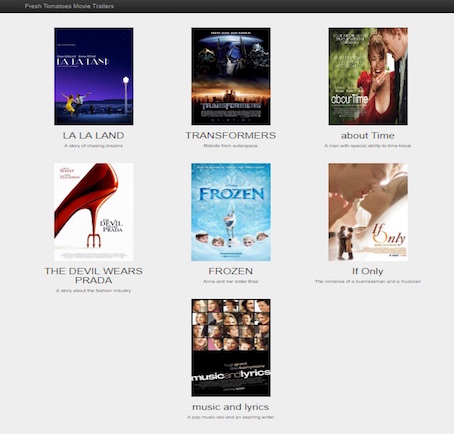 Fresh Tomatoes Movie Trailers
LA LA LAND
TRANSFORMERS
about Time
LA LA LAND
TRANSFORMERS
about Time
A story of chasing dreams
Robots from outerspace
A man with special ability to time travel
THE DEVIL WEARS PRADA
FROZEN
If Only
THE DEVIL WEARS
PRADA
FROZEN
If Only
A story about the fashion industry
Anna and her sister Elsa
The romance of a businessman and a musician
music and lyrics
music and lyrics
A pop music idol and an aspiring writer